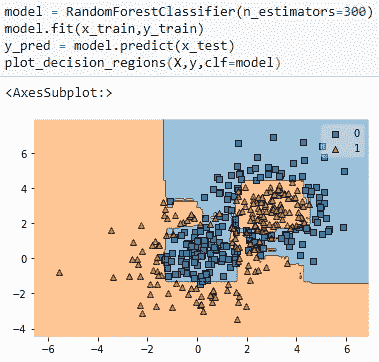 model = RandomForestClassifier(n_estimators=300)
model.fit(x_train,y_train)
y_pred = model.predict(x_test)
plot_decision_regions(X,y,clf=model)
<AxesSubplot:>
0
1
6
4
2
0
−2
−4
−6 −4 −2 0 2 4 6